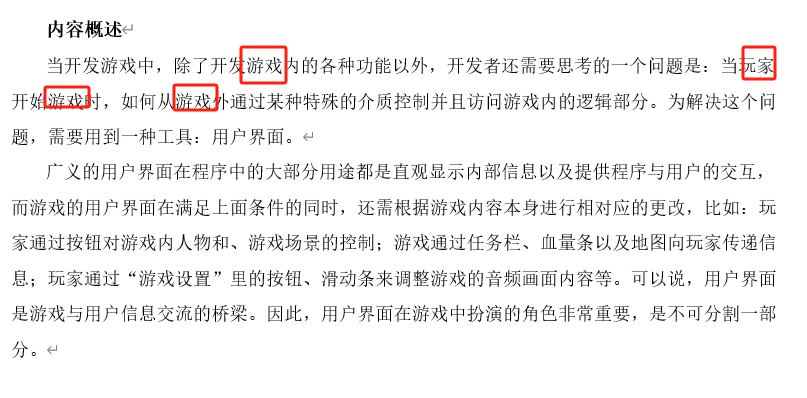 内容概述
当开发游戏中，除了开发游戏内的各种功能以外，开发者还需要思考的一个问题是：当玩家
开始游戏时，如何从游戏外通过某种特殊的介质控制并且访问游戏内的逻辑部分。为解决这个问
题，需要用到一种工具：用户界面。
广义的用户界面在程序中的大部分用途都是直观显示内部信息以及提供程序与用户的交互，
而游戏的用户界面在满足上面条件的同时，还需根据游戏内容本身进行相对应的更改，比如：玩
家通过按钮对游戏内人物和、游戏场景的控制；游戏通过任务栏、血量条以及地图向玩家传递信
息；玩家通过“游戏设置”里的按钮、滑动条来调整游戏的音频画面内容等。可以说，用户界面
是游戏与用户信息交流的桥梁。因此，用户界面在游戏中扮演的角色非常重要，是不可分割一部
分。